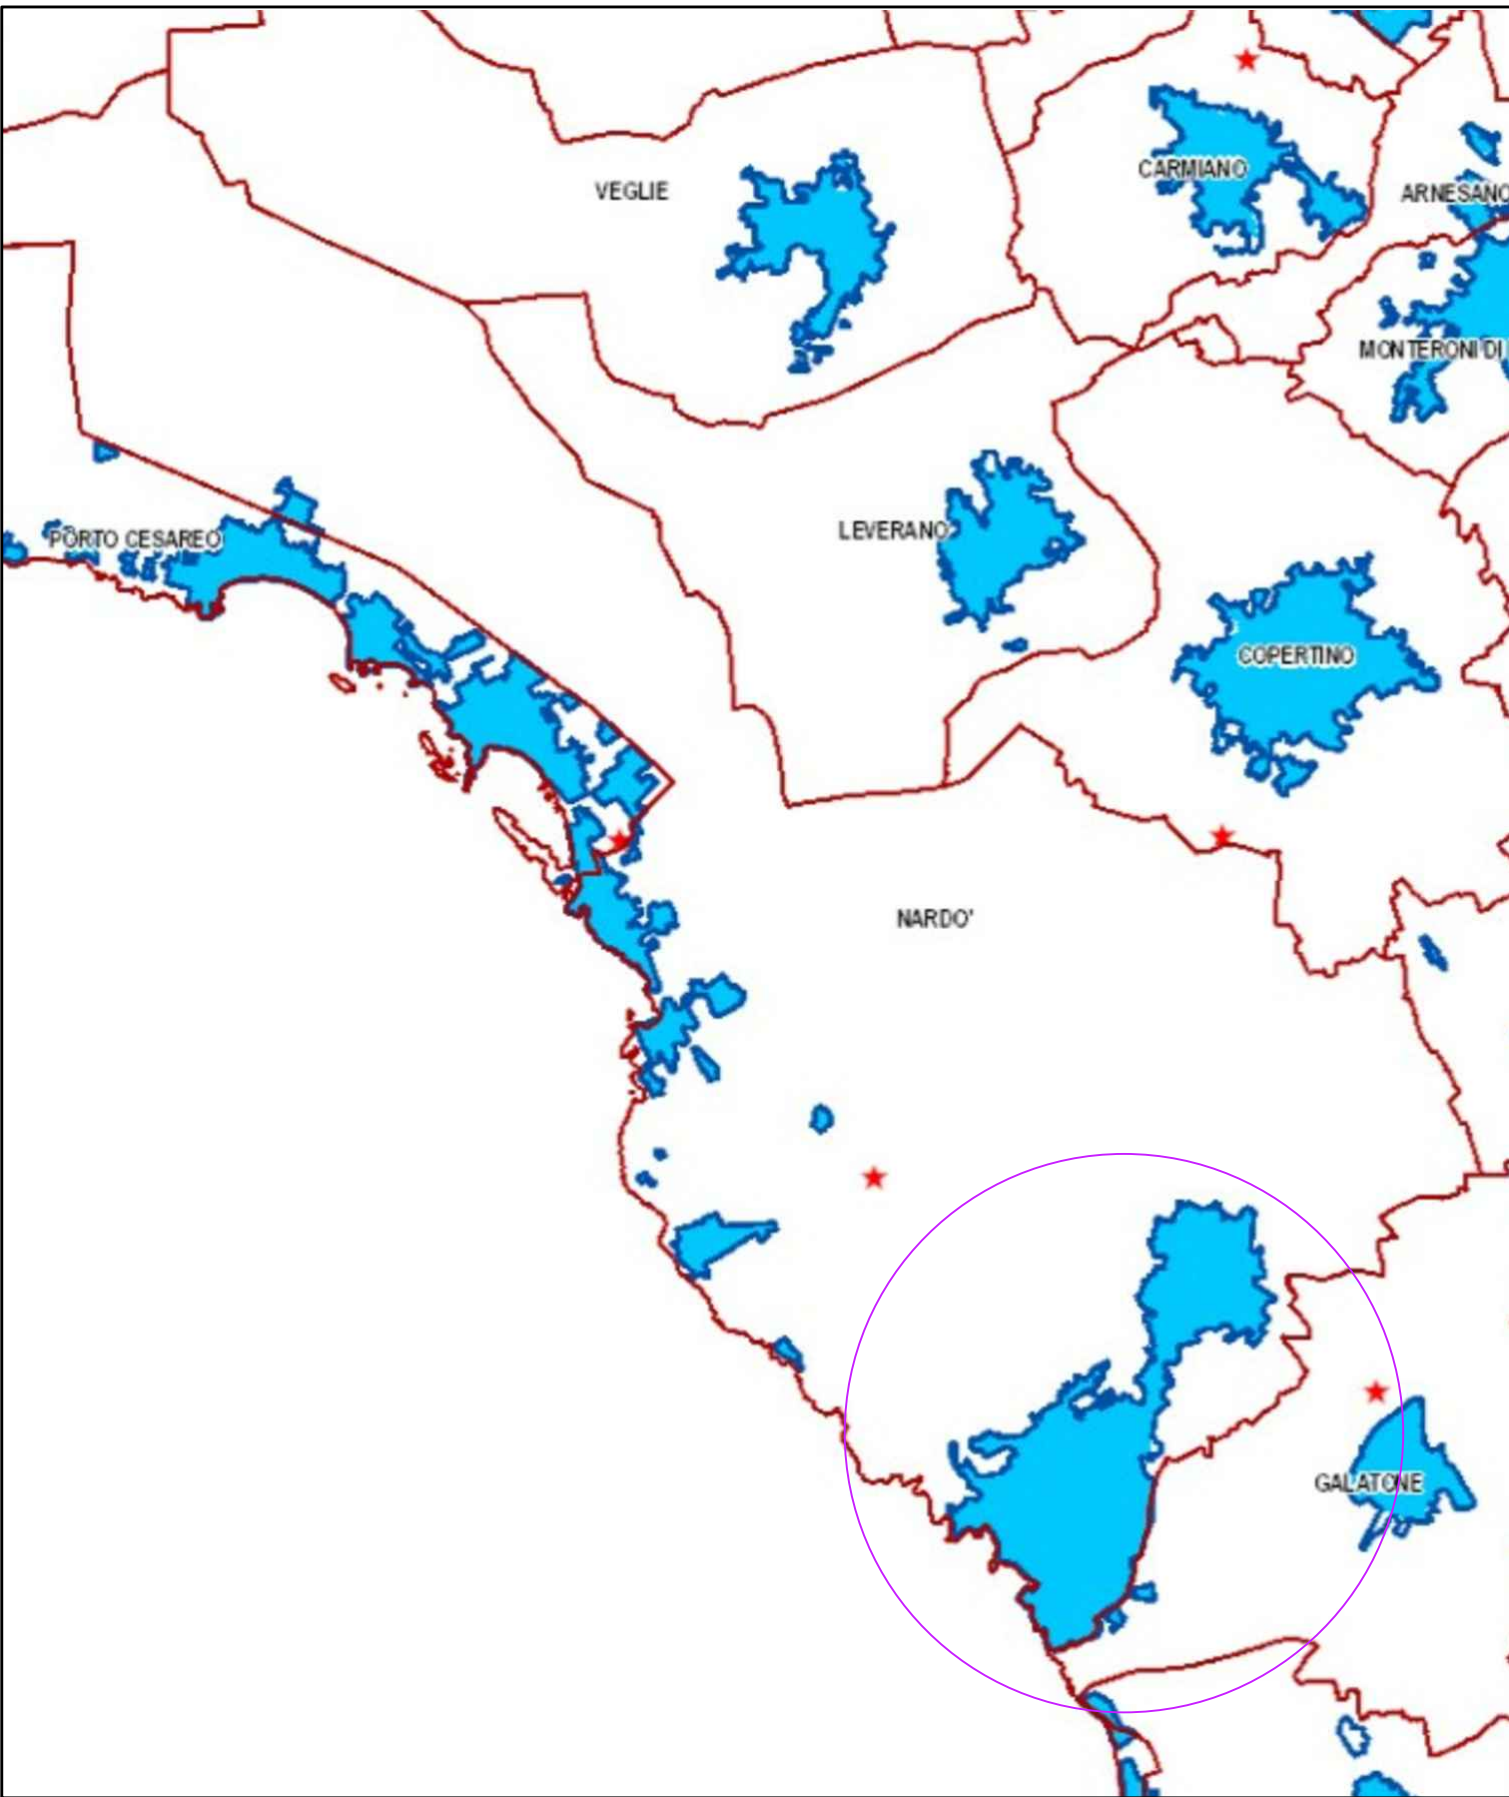 CARMIANO
VEGLIE
ARNESANO
MONTERONI DI
LEVERANO
PORTO CESAREO
COPERTINO
NARDO'
GALATONE